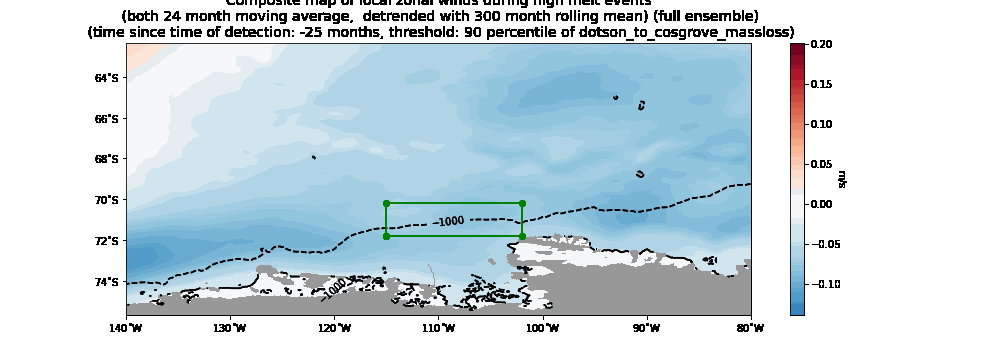 Composite map of local zonal winds during high melt events
(both 24 month moving average, detrended with 300 month rolling mean) (full ensemble)
(time since time of detection: -25 months, threshold: 90 percentile of dotson_to_cosgrove_massloss)
64°S
66°S
68°S
70°S
72°S
74°S
−1000
−1000
140°W
130°W
120°W
110°W
100°W
90°W
80°W
0.20
0.15
0.10
0.05
0.00
−0.05
−0.10
m/s